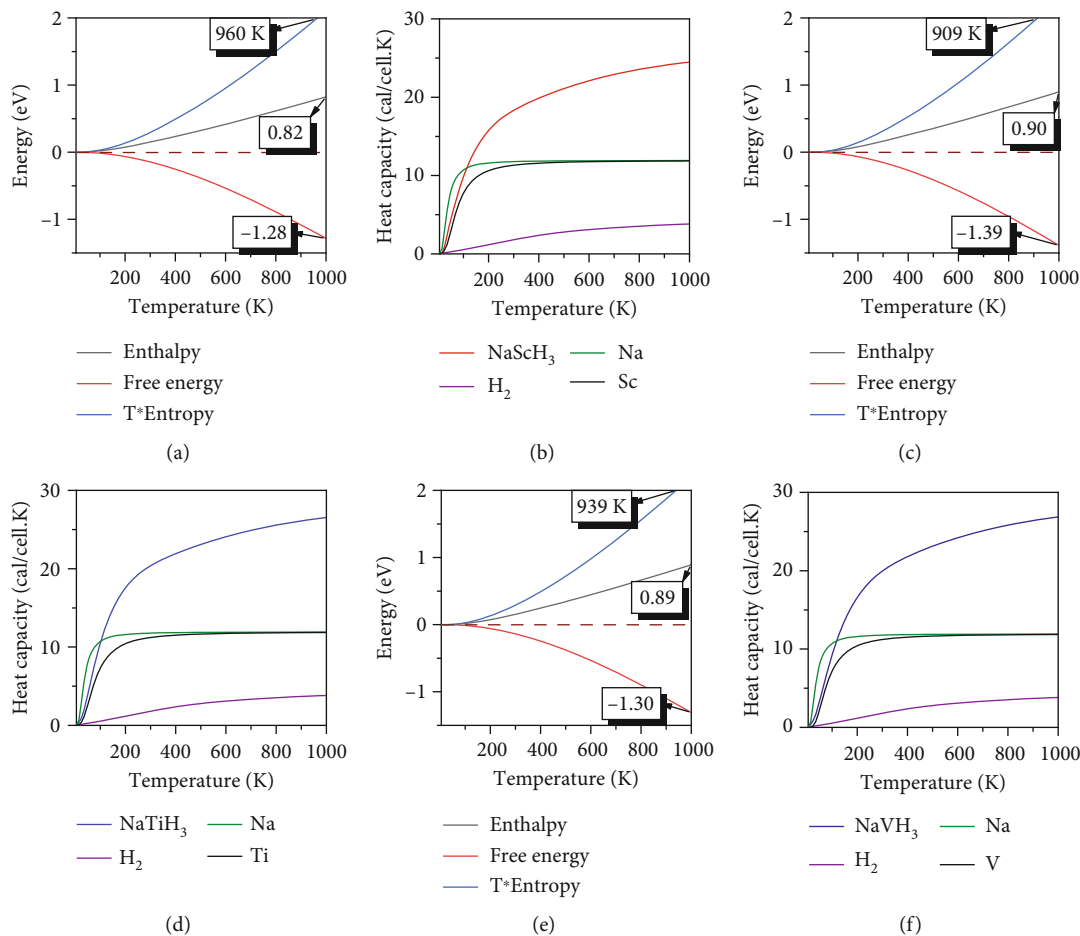 2
1
0
−1
Energy (eV)
960 K
0.82
−1.28
200 400 600 800 1000
Temperature (K)
Enthalpy
Free energy
T*Entropy
(a)
30
20
10
0
Heat capacity (cal/cell.K)
200 400 600 800 1000
Temperature (K)
NaScH₃ Na
H₂ Sc
(b)
2
1
0
−1
Energy (eV)
909 K
0.90
−1.39
200 400 600 800 1000
Temperature (K)
Enthalpy
Free energy
T*Entropy
(c)
30
20
10
0
Heat capacity (cal/cell.K)
200 400 600 800 1000
Temperature (K)
NaTiH₃ Na
H₂ Ti
(d)
2
1
0
−1
Energy (eV)
939 K
0.89
−1.30
200 400 600 800 1000
Temperature (K)
Enthalpy
Free energy
T*Entropy
(e)
30
20
10
0
Heat capacity (cal/cell.K)
200 400 600 800 1000
Temperature (K)
NaVH₃ Na
H₂ V
(f)